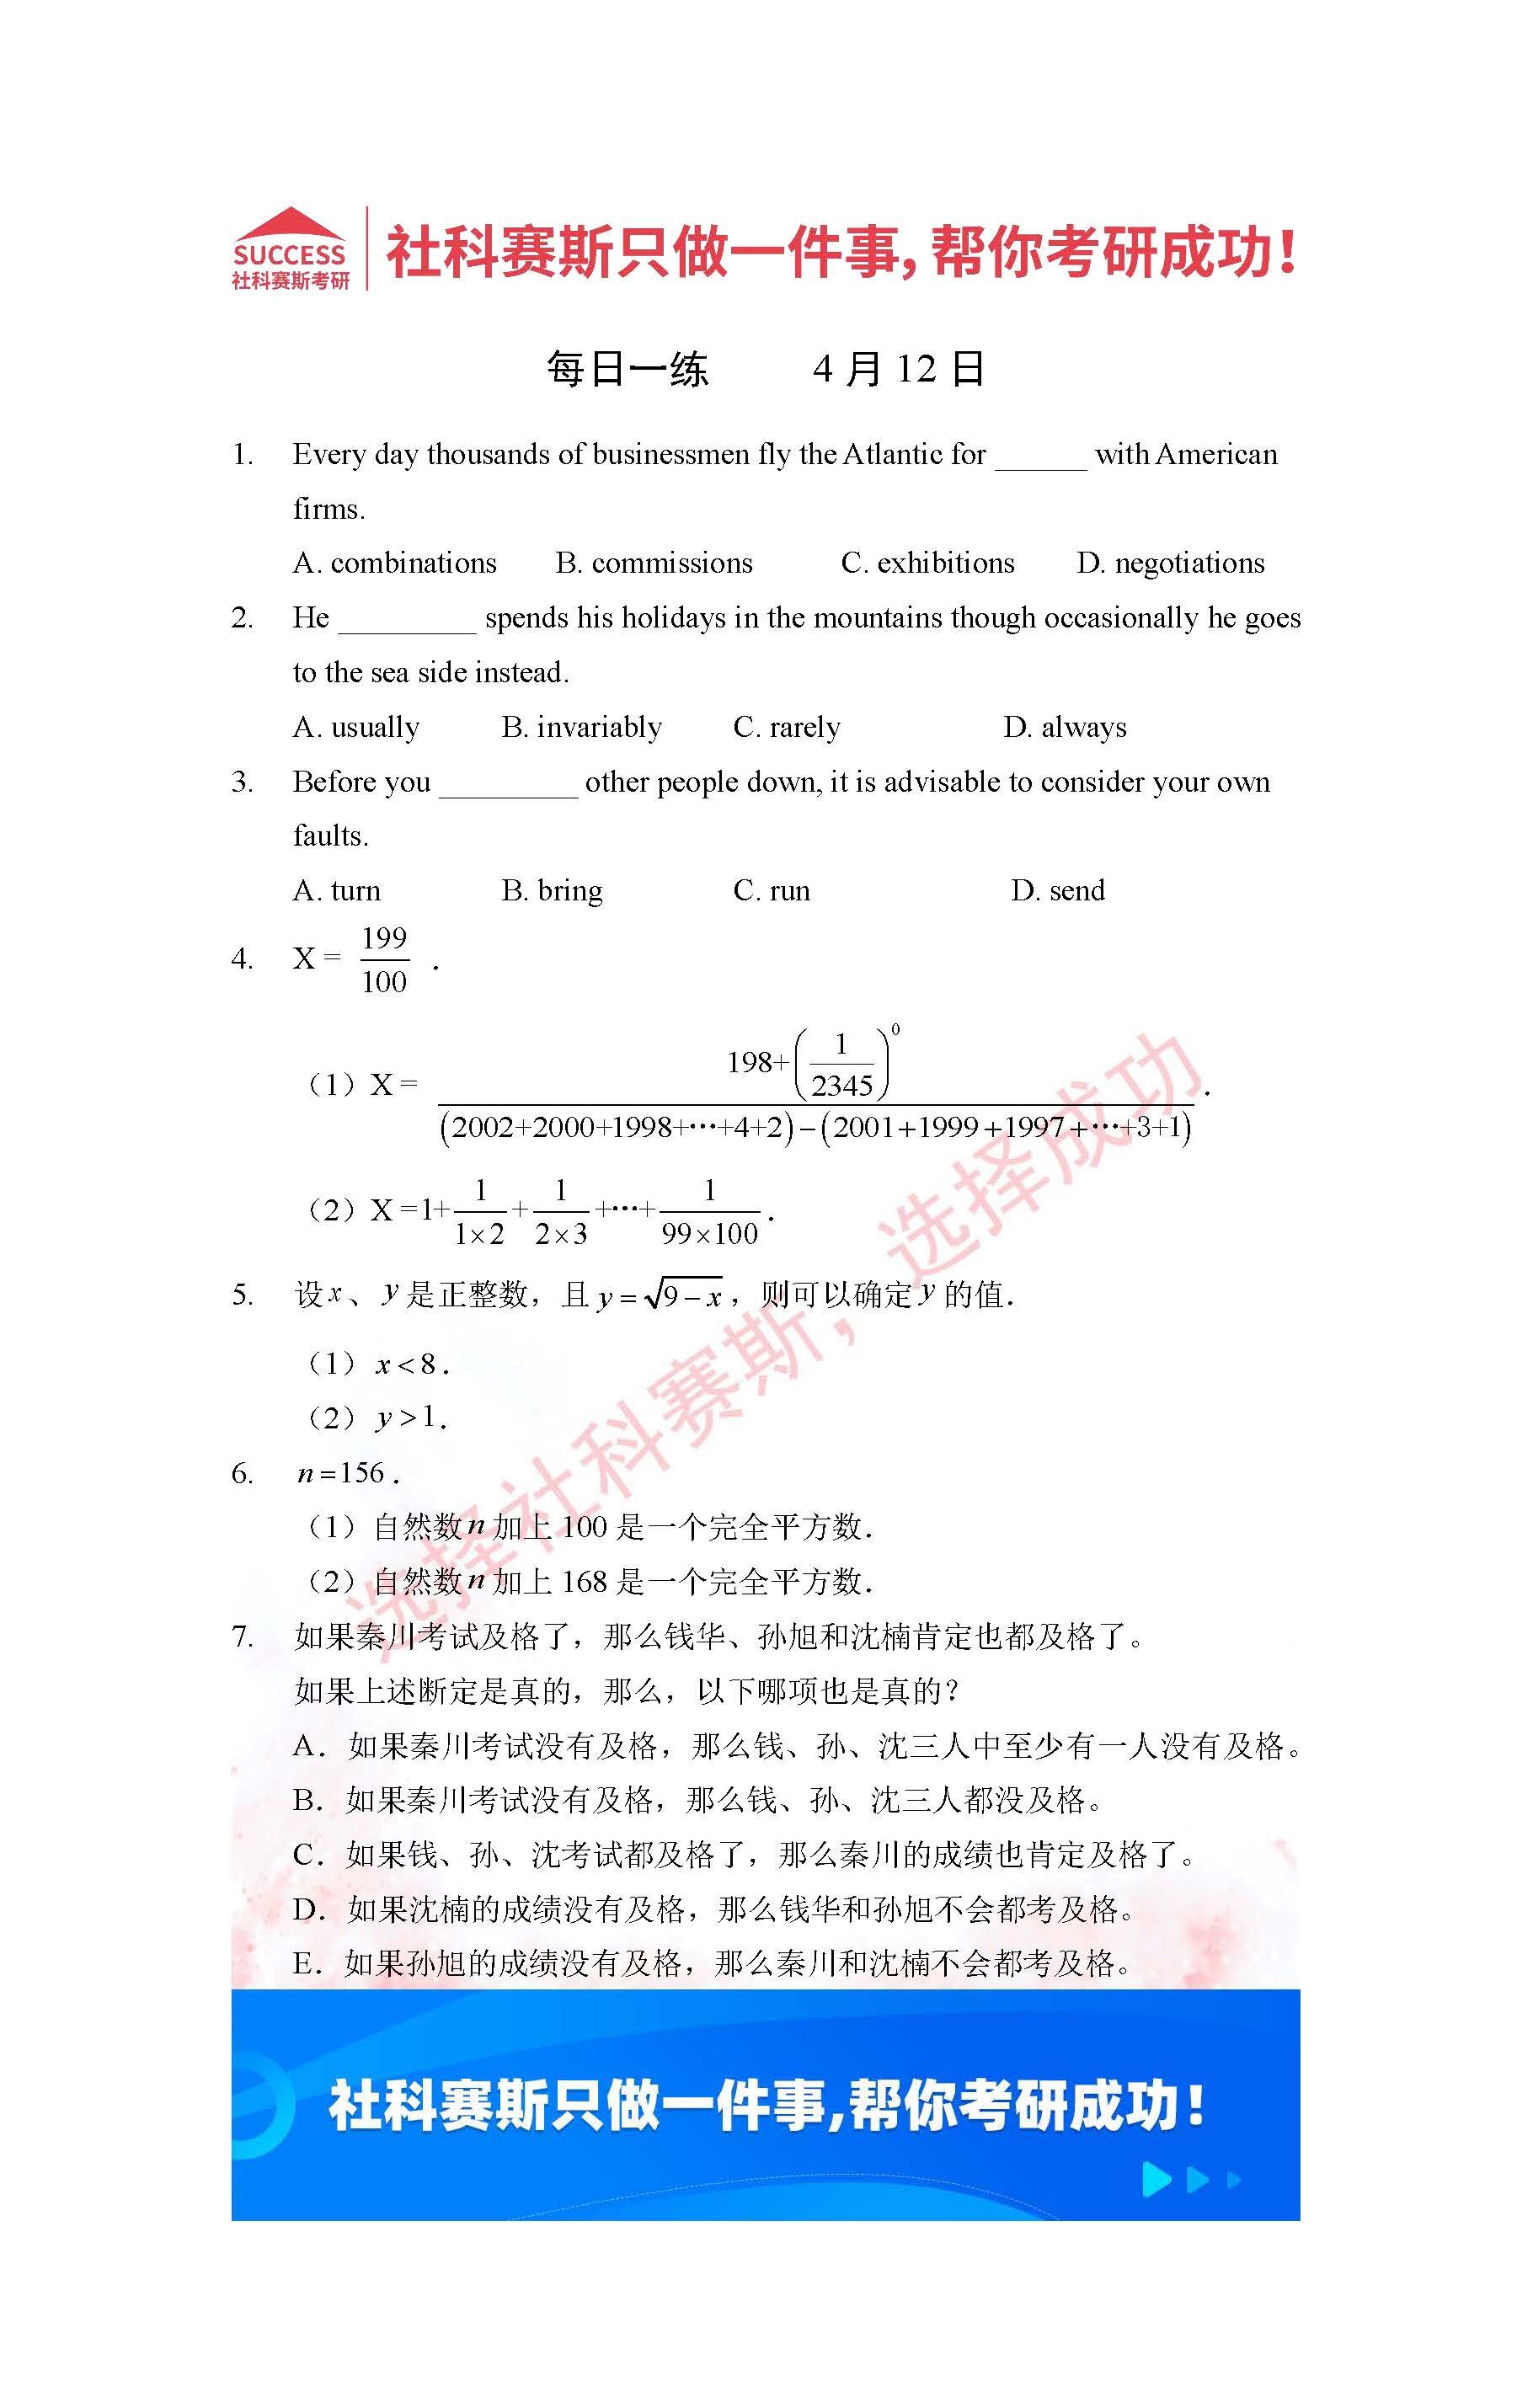 SUCCESS
社科赛斯考研
社科赛斯只做一件事,帮你考研成功!
每日一练 4月12日
1. Every day thousands of businessmen fly the Atlantic for ______ with American
firms.
A. combinations B. commissions C. exhibitions D. negotiations
2. He _________ spends his holidays in the mountains though occasionally he goes
to the sea side instead.
A. usually B. invariably C. rarely D. always
3. Before you _________ other people down, it is advisable to consider your own
faults.
A. turn B. bring C. run D. send
4. X = 199/100 .
（1）X = (198+(1/2345)^0)/((2002+2000+1998+…+4+2)−(2001+1999+1997+…+3+1)) .
（2）X =1+1/(1×2)+1/(2×3)+…+1/(99×100) .
5. 设x、y是正整数，且y=√(9−x)，则可以确定y的值．
（1）x<8．
（2）y>1．
6. n=156．
（1）自然数n加上100是一个完全平方数．
（2）自然数n加上168是一个完全平方数．
7. 如果秦川考试及格了，那么钱华、孙旭和沈楠肯定也都及格了。
如果上述断定是真的，那么，以下哪项也是真的？
A．如果秦川考试没有及格，那么钱、孙、沈三人中至少有一人没有及格。
B．如果秦川考试没有及格，那么钱、孙、沈三人都没及格。
C．如果钱、孙、沈考试都及格了，那么秦川的成绩也肯定及格了。
D．如果沈楠的成绩没有及格，那么钱华和孙旭不会都考及格。
E．如果孙旭的成绩没有及格，那么秦川和沈楠不会都考及格。
选择社科赛斯，选择成功
社科赛斯只做一件事,帮你考研成功!